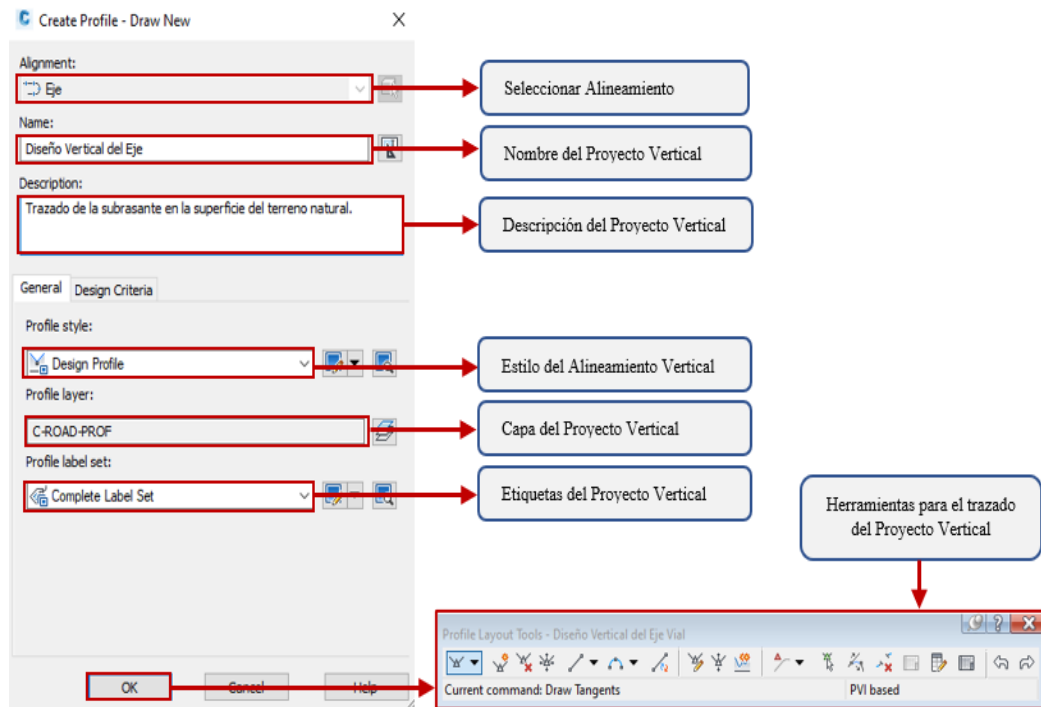 Create Profile - Draw New
Alignment:
Eje
Seleccionar Alineamiento
Name:
Diseño Vertical del Eje
Nombre del Proyecto Vertical
Description:
Trazado de la subrasante en la superficie del terreno natural.
Descripción del Proyecto Vertical
General
Design Criteria
Profile style:
Design Profile
Estilo del Alineamiento Vertical
Profile layer:
C-ROAD-PROF
Capa del Proyecto Vertical
Profile label set:
Complete Label Set
Etiquetas del Proyecto Vertical
Herramientas para el trazado
del Proyecto Vertical
Profile Layout Tools - Diseño Vertical del Eje Vial
Current command: Draw Tangents
PVI based
OK
Cancel
Help